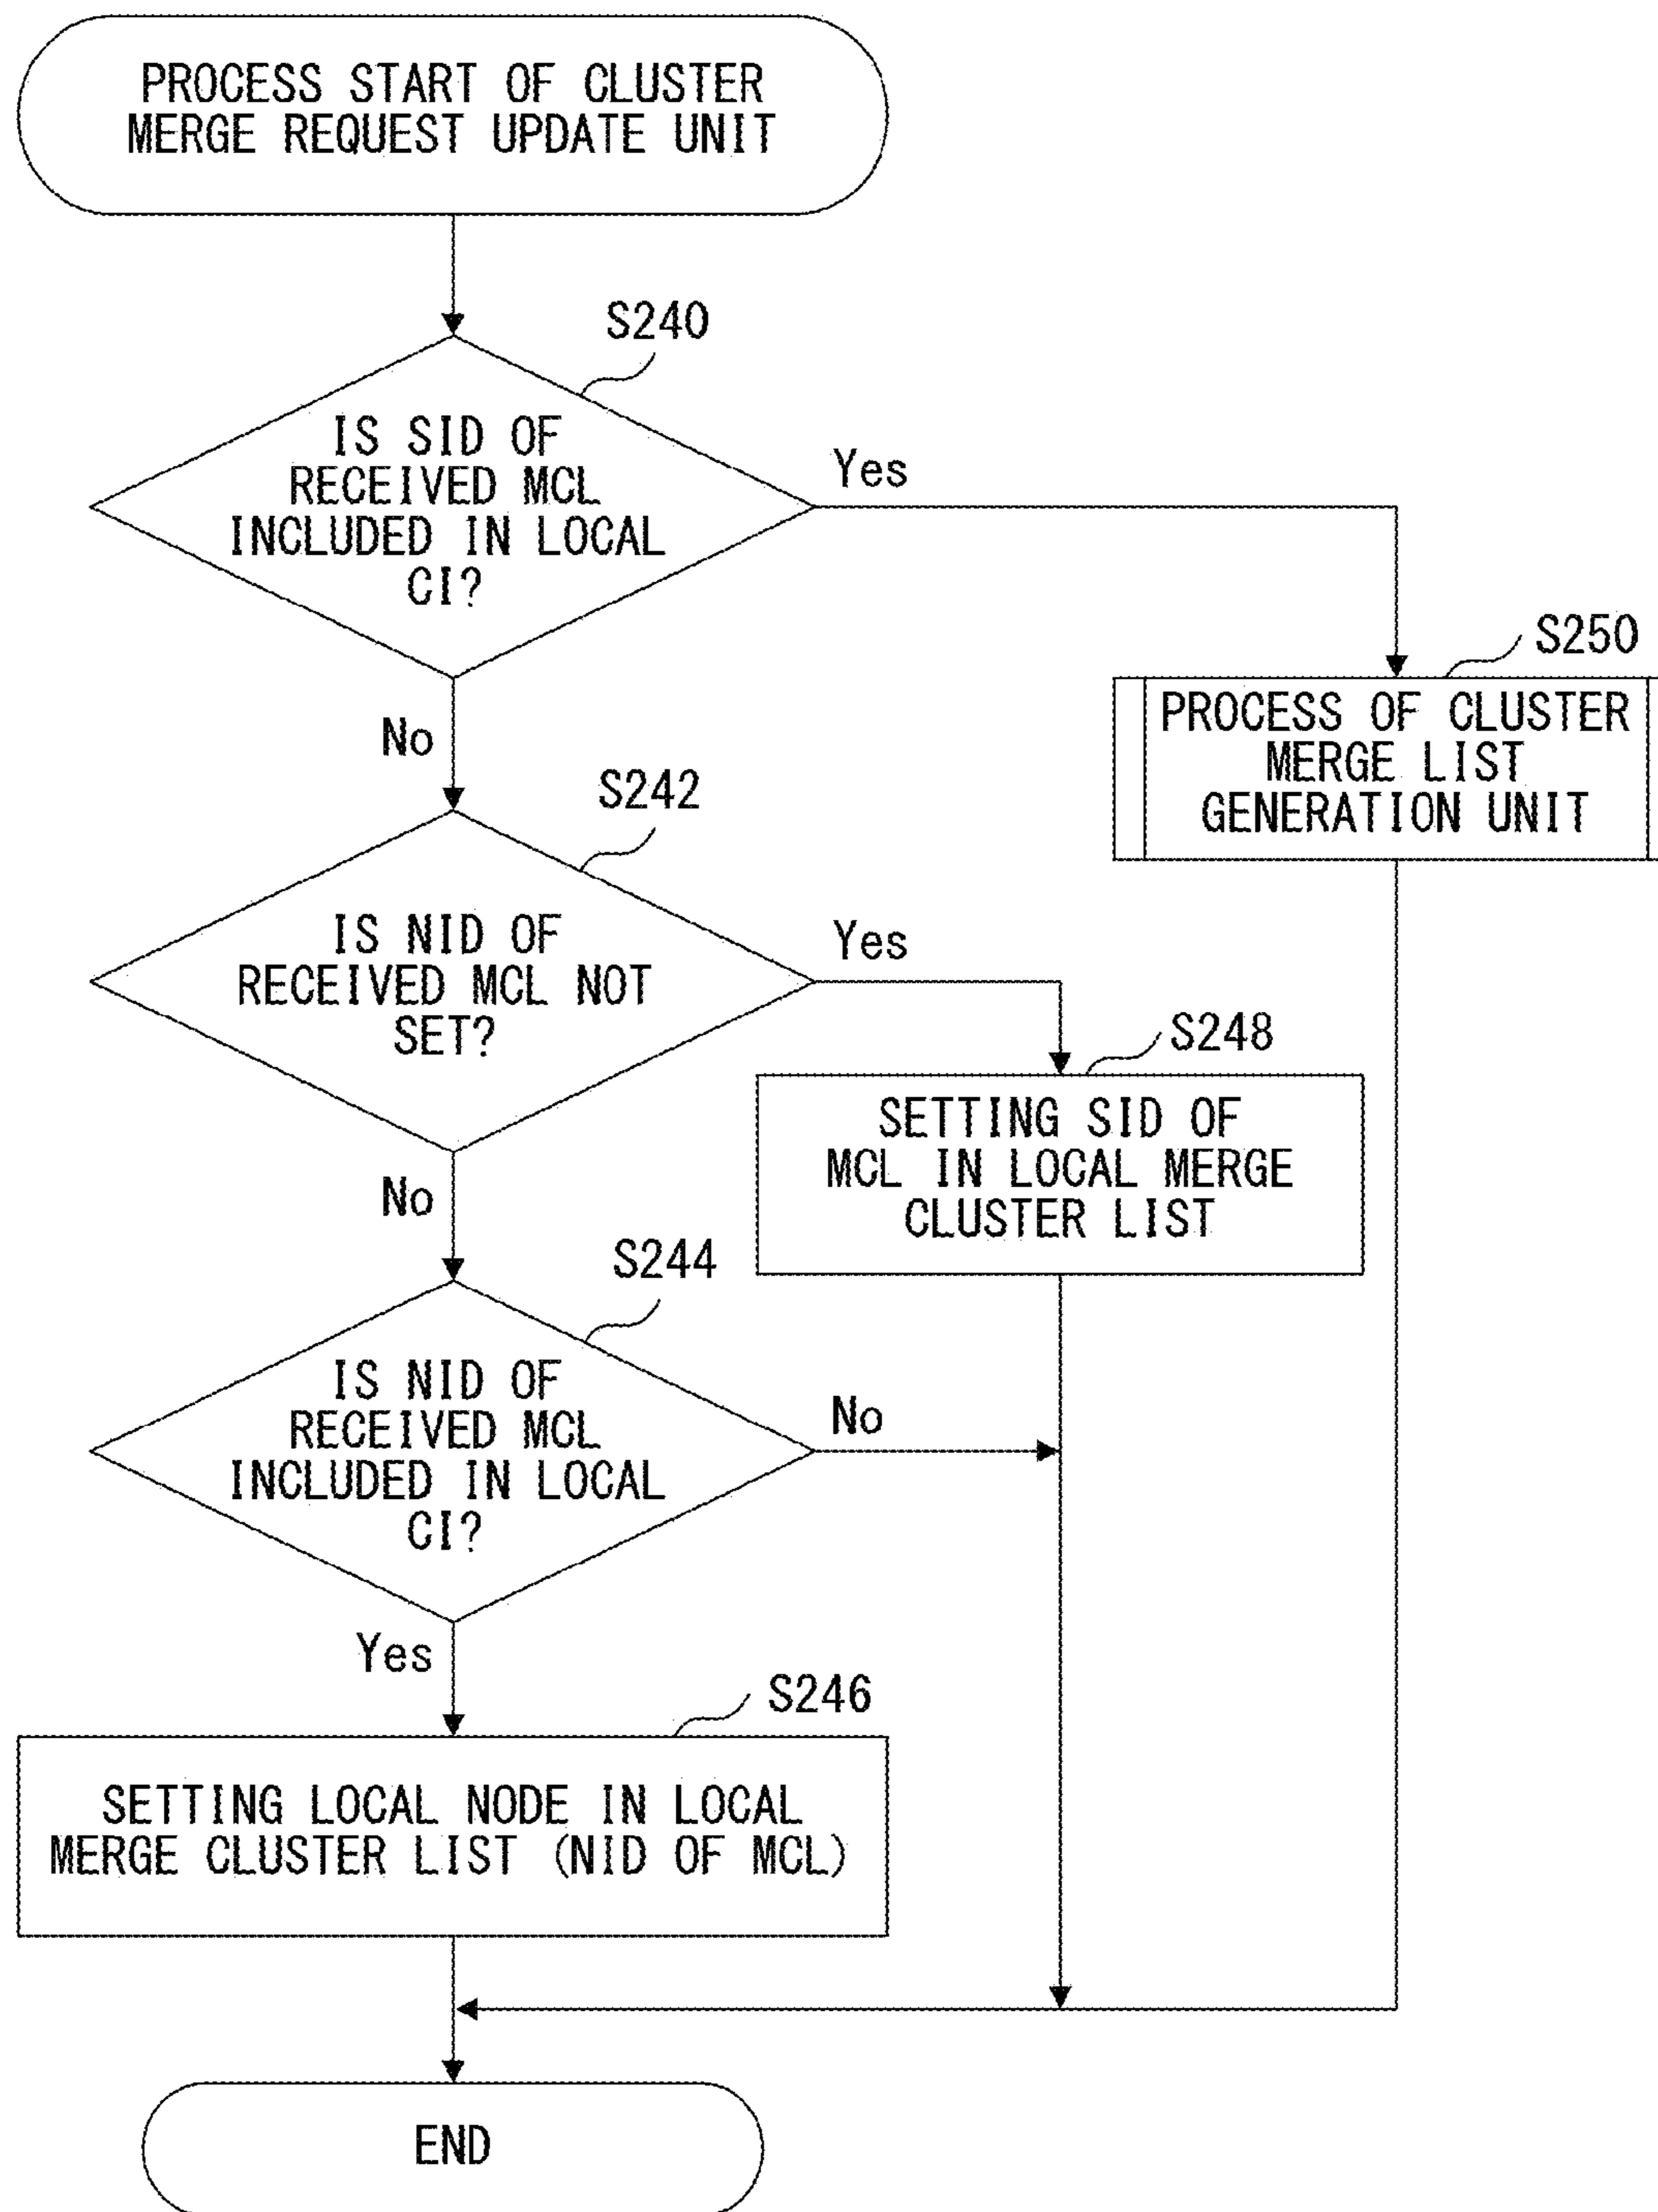 PROCESS START OF CLUSTER
MERGE REQUEST UPDATE UNIT
S240
IS SID OF
RECEIVED MCL
INCLUDED IN LOCAL
CI?
Yes
No
S250
PROCESS OF CLUSTER
MERGE LIST
GENERATION UNIT
S242
IS NID OF
RECEIVED MCL NOT
SET?
Yes
No
S248
SETTING SID OF
MCL IN LOCAL MERGE
CLUSTER LIST
S244
IS NID OF
RECEIVED MCL
INCLUDED IN LOCAL
CI?
No
Yes
S246
SETTING LOCAL NODE IN LOCAL
MERGE CLUSTER LIST (NID OF MCL)
END